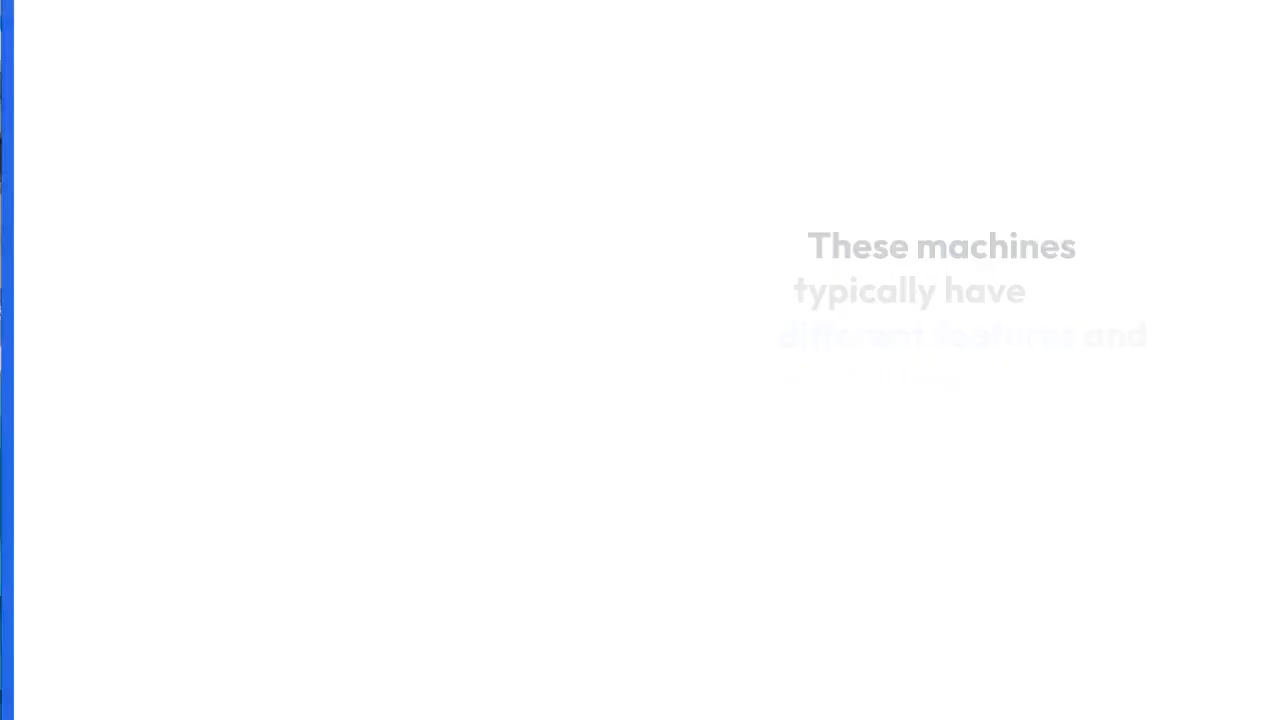 These machines
typically have
different features and